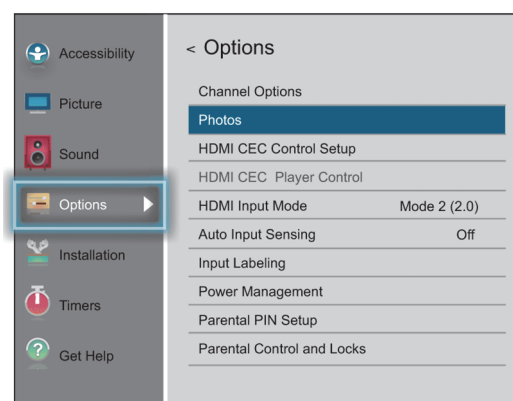 Accessibility
Picture
Sound
Options
Installation
Timers
Get Help
< Options
Channel Options
Photos
HDMI CEC Control Setup
HDMI CEC Player Control
HDMI Input Mode Mode 2 (2.0)
Auto Input Sensing Off
Input Labeling
Power Management
Parental PIN Setup
Parental Control and Locks